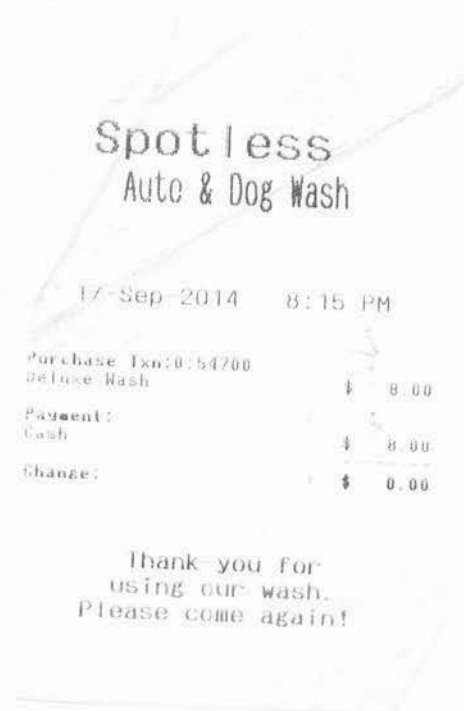 Spotless
Auto & Dog Wash
17-Sep-2014 8:15 PM
Purchase Txn:0:54700
Deluxe Wash $ 8.00
Payment:
Cash $ 8.00
Change: $ 0.00
Thank you for
using our wash.
Please come again!